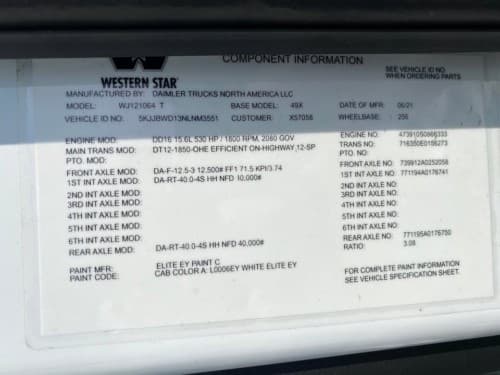 COMPONENT INFORMATION
WESTERN STAR
SEE VEHICLE ID NO
WHEN ORDERING PARTS
MANUFACTURED BY: DAIMLER TRUCKS NORTH AMERICA LLC
MODEL: WJ121064 T BASE MODEL: 49X DATE OF MFR: 06/21
VEHICLE ID NO: 5KJJBWD13NLNM3551 CUSTOMER: X57058 WHEELBASE: 256
ENGINE MOD: DD16 15.6L 530 HP / 1800 RPM, 2080 GOV ENGINE NO:
MAIN TRANS MOD: DT12-1850-OHE EFFICIENT ON-HIGHWAY 12-SP TRANS NO:
PTO. MOD: PTO. NO:
FRONT AXLE MOD: DA-F-12.5-3 12,500# FF1 71.5 KPI/3.74 FRONT AXLE NO: 739912A0252058
1ST INT AXLE MOD: DA-RT-40.0-4S HH NFD 40,000# 1ST INT AXLE NO: 771194A0176741
2ND INT AXLE MOD: 2ND INT AXLE NO:
3RD INT AXLE MOD: 3RD INT AXLE NO:
4TH INT AXLE MOD: 4TH INT AXLE NO:
5TH INT AXLE MOD: 5TH INT AXLE NO:
6TH INT AXLE MOD: 6TH INT AXLE NO:
REAR AXLE MOD: DA-RT-40.0-4S HH NFD 40,000# REAR AXLE NO: 771195A0176750
RATIO: 3.08
PAINT MFR: ELITE EY PAINT C
PAINT CODE: CAB COLOR A: L0006EY WHITE ELITE EY
FOR COMPLETE PAINT INFORMATION
SEE VEHICLE SPECIFICATION SHEET.